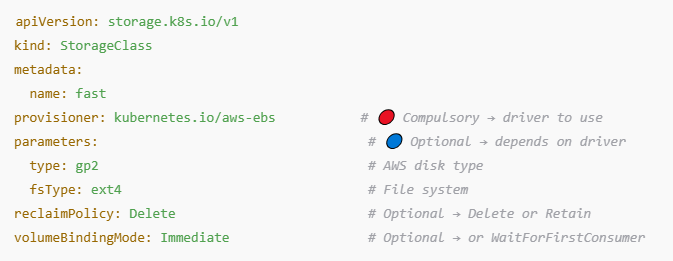 apiVersion: storage.k8s.io/v1
kind: StorageClass
metadata:
  name: fast
provisioner: kubernetes.io/aws-ebs           # 🔴 Compulsory → driver to use
parameters:                                   # 🔵 Optional → depends on driver
  type: gp2                                   # AWS disk type
  fsType: ext4                                # File system
reclaimPolicy: Delete                         # Optional → Delete or Retain
volumeBindingMode: Immediate                  # Optional → or WaitForFirstConsumer